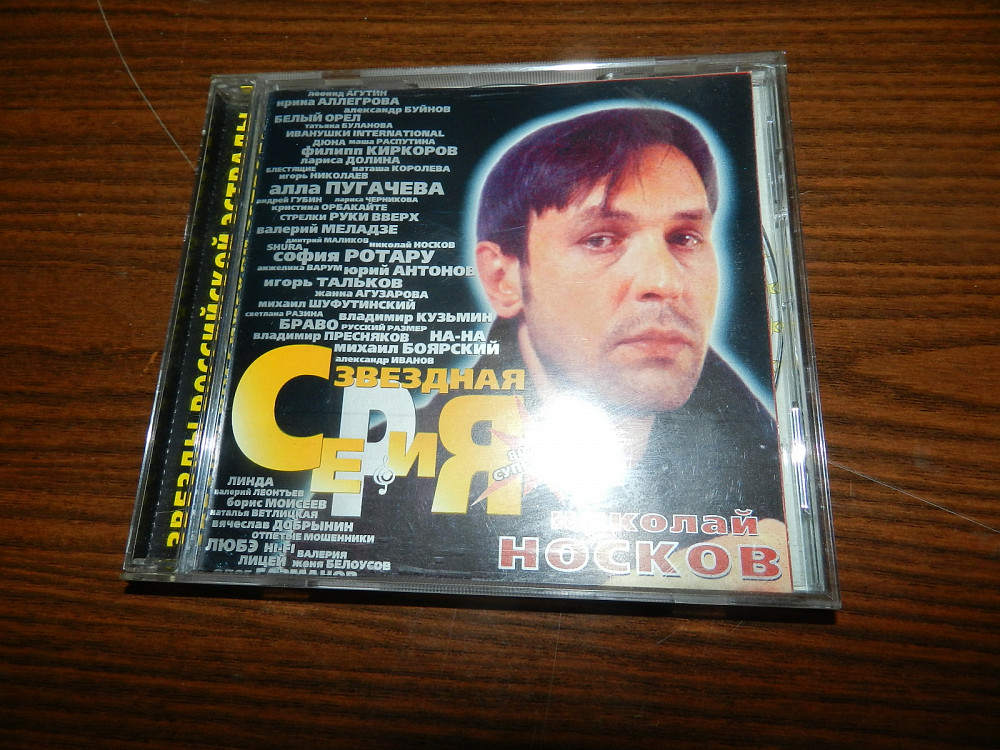 леонид АГУТИН
ирина АЛЛЕГРОВА
александр БУЙНОВ
БЕЛЫЙ ОРЕЛ
татьяна БУЛАНОВА
ИВАНУШКИ INTERNATIONAL
ДЮНА маша РАСПУТИНА
филипп КИРКОРОВ
лариса ДОЛИНА
БЛЕСТЯЩИЕ наташа КОРОЛЕВА
игорь НИКОЛАЕВ
алла ПУГАЧЕВА
андрей ГУБИН лариса ЧЕРНИКОВА
кристина ОРБАКАЙТЕ
СТРЕЛКИ РУКИ ВВЕРХ
валерий МЕЛАДЗЕ
дмитрий МАЛИКОВ николай НОСКОВ
SHURA
софия РОТАРУ
анжелика ВАРУМ юрий АНТОНОВ
игорь ТАЛЬКОВ
жанна АГУЗАРОВА
михаил ШУФУТИНСКИЙ
светлана РАЗИНА владимир КУЗЬМИН
БРАВО РУССКИЙ РАЗМЕР
владимир ПРЕСНЯКОВ НА-НА
михаил БОЯРСКИЙ
александр ИВАНОВ
ЗВЕЗДНАЯ
СЕРИЯ
ЛИНДА
валерий ЛЕОНТЬЕВ
борис МОИСЕЕВ
наталья ВЕТЛИЦКАЯ
вячеслав ДОБРЫНИН
ОТПЕТЫЕ МОШЕННИКИ
ЛЮБЭ HI-FI ВАЛЕРИЯ
ЛИЦЕЙ женя БЕЛОУСОВ
николай
НОСКОВ
ЗВЕЗДЫ РОССИЙСКОЙ ЭСТРАДЫ